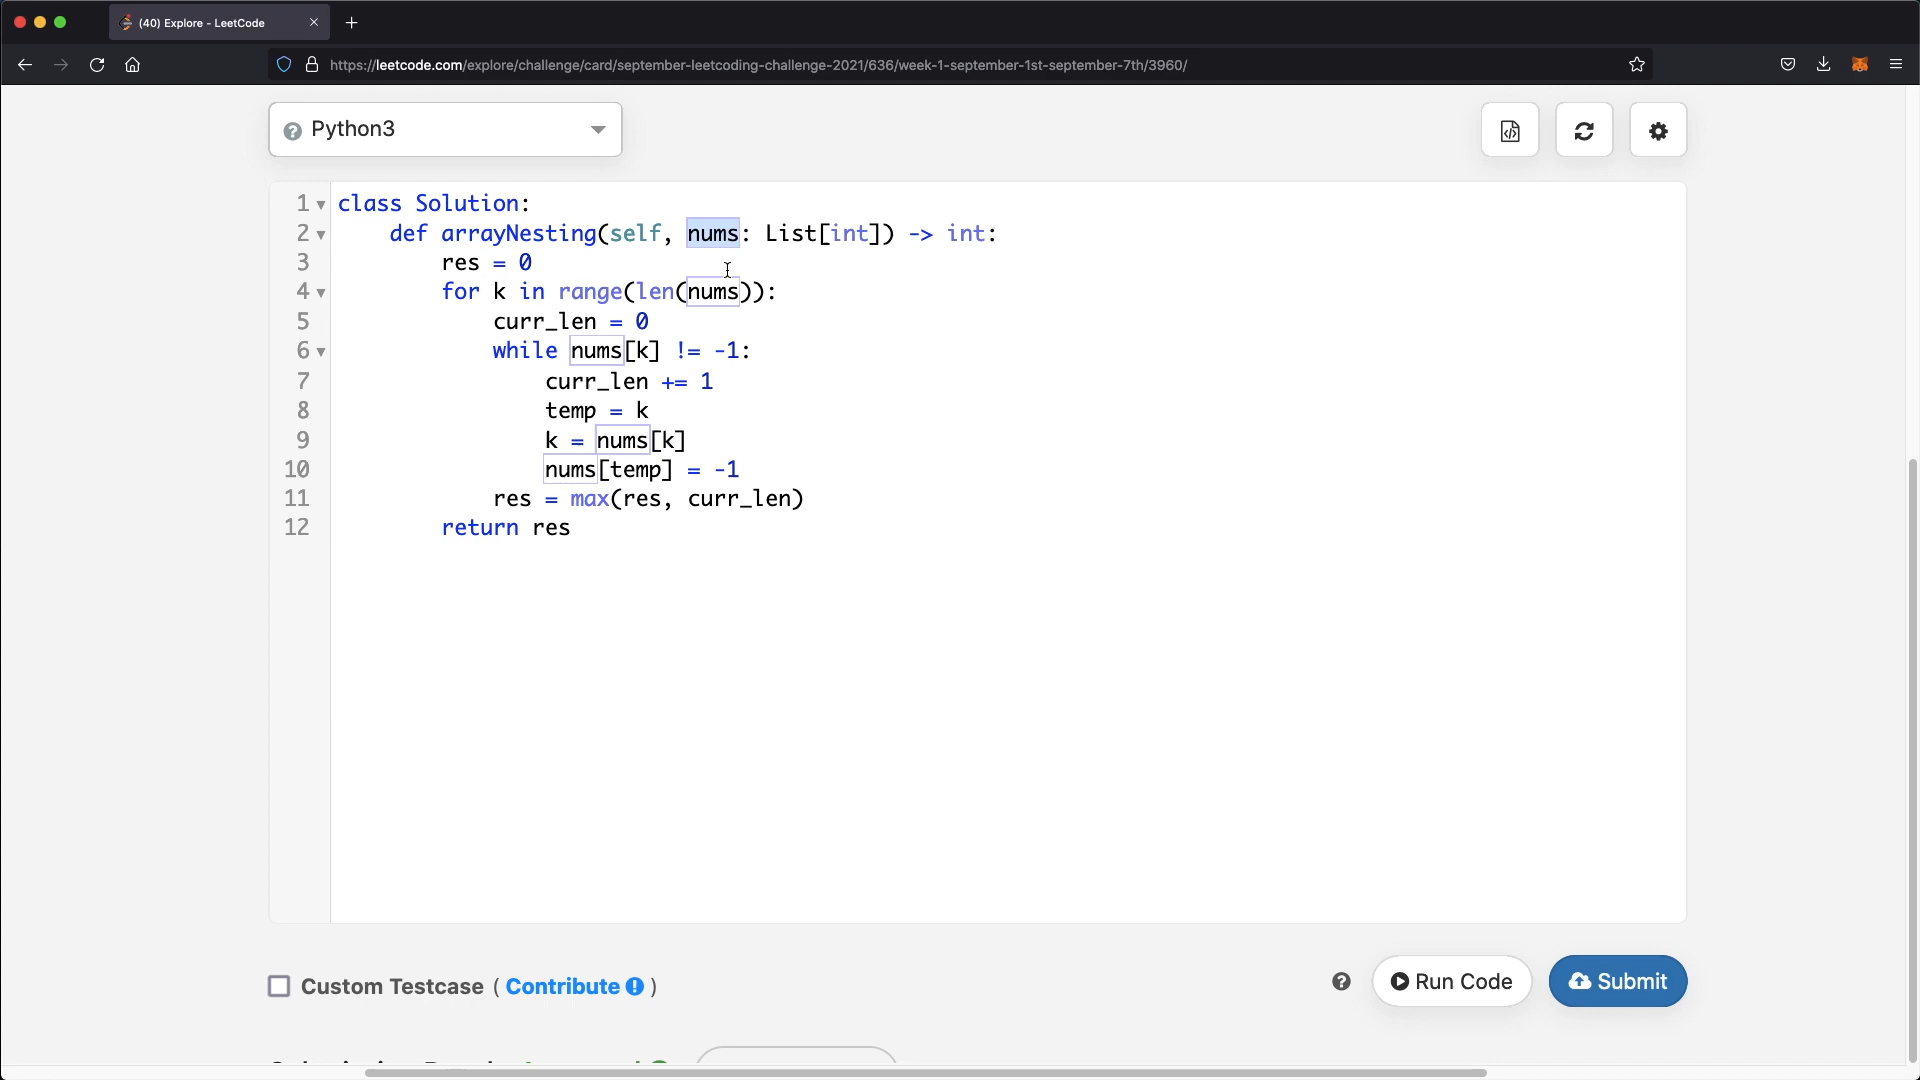 (40) Explore - LeetCode
https://leetcode.com/explore/challenge/card/september-leetcoding-challenge-2021/636/week-1-september-1st-september-7th/3960/
Python3
1 class Solution:
2     def arrayNesting(self, nums: List[int]) -> int:
3         res = 0
4         for k in range(len(nums)):
5             curr_len = 0
6             while nums[k] != -1:
7                 curr_len += 1
8                 temp = k
9                 k = nums[k]
10                 nums[temp] = -1
11             res = max(res, curr_len)
12         return res
Custom Testcase ( Contribute )
Run Code
Submit